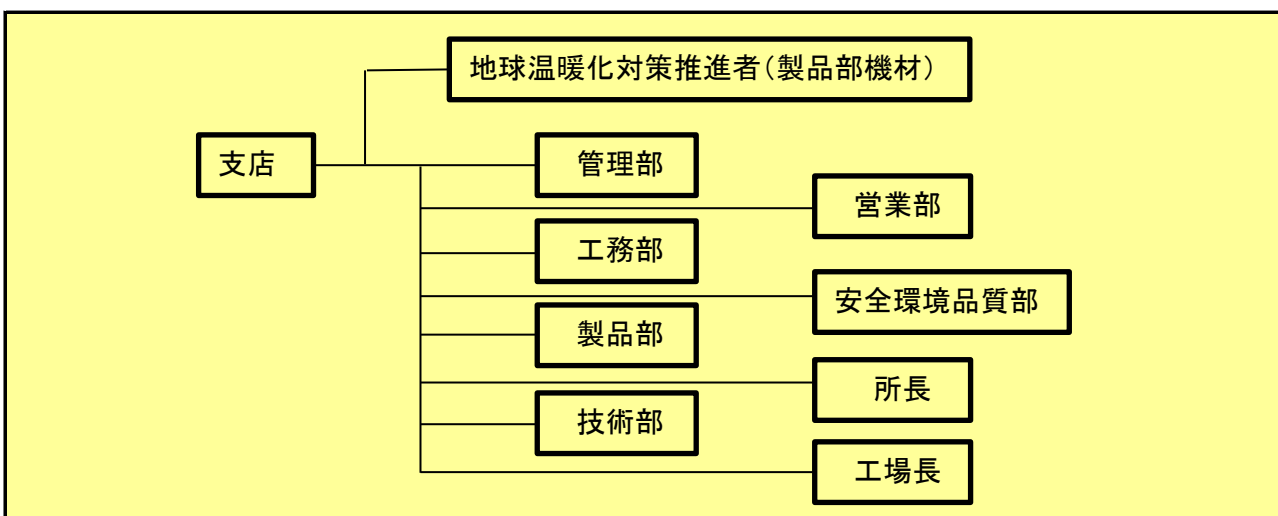 地球温暖化対策推進者(製品部機材)
支店
管理部
営業部
工務部
安全環境品質部
製品部
所長
技術部
工場長